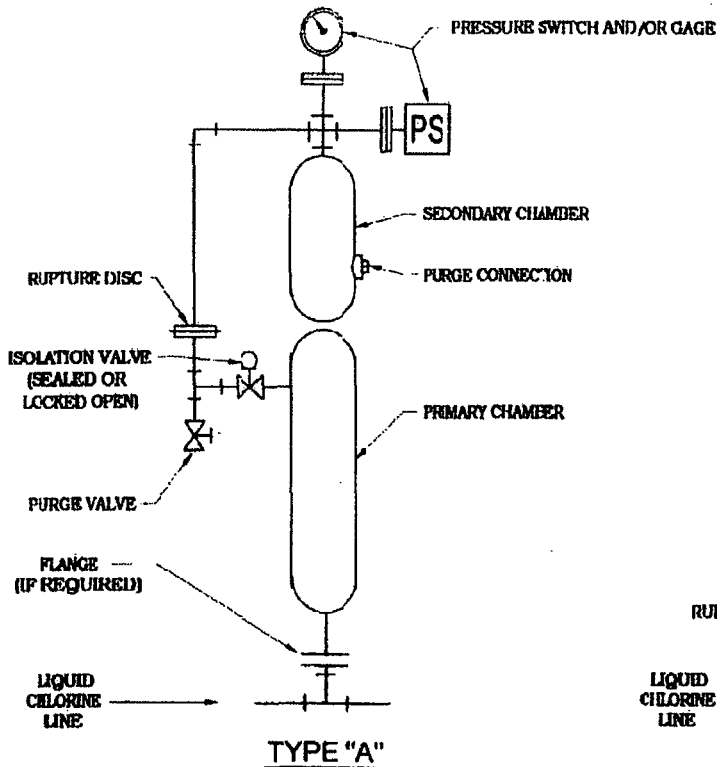 PRESSURE SWITCH AND/OR GAGE
PS
SECONDARY CHAMBER
PURGE CONNECTION
RUPTURE DISC
ISOLATION VALVE
(SEALED OR
LOCKED OPEN)
PRIMARY CHAMBER
PURGE VALVE
FLANGE
(IF REQUIRED)
RUI
LIQUID
CHLORINE
LINE
LIQUID
CHLORINE
LINE
TYPE "A"